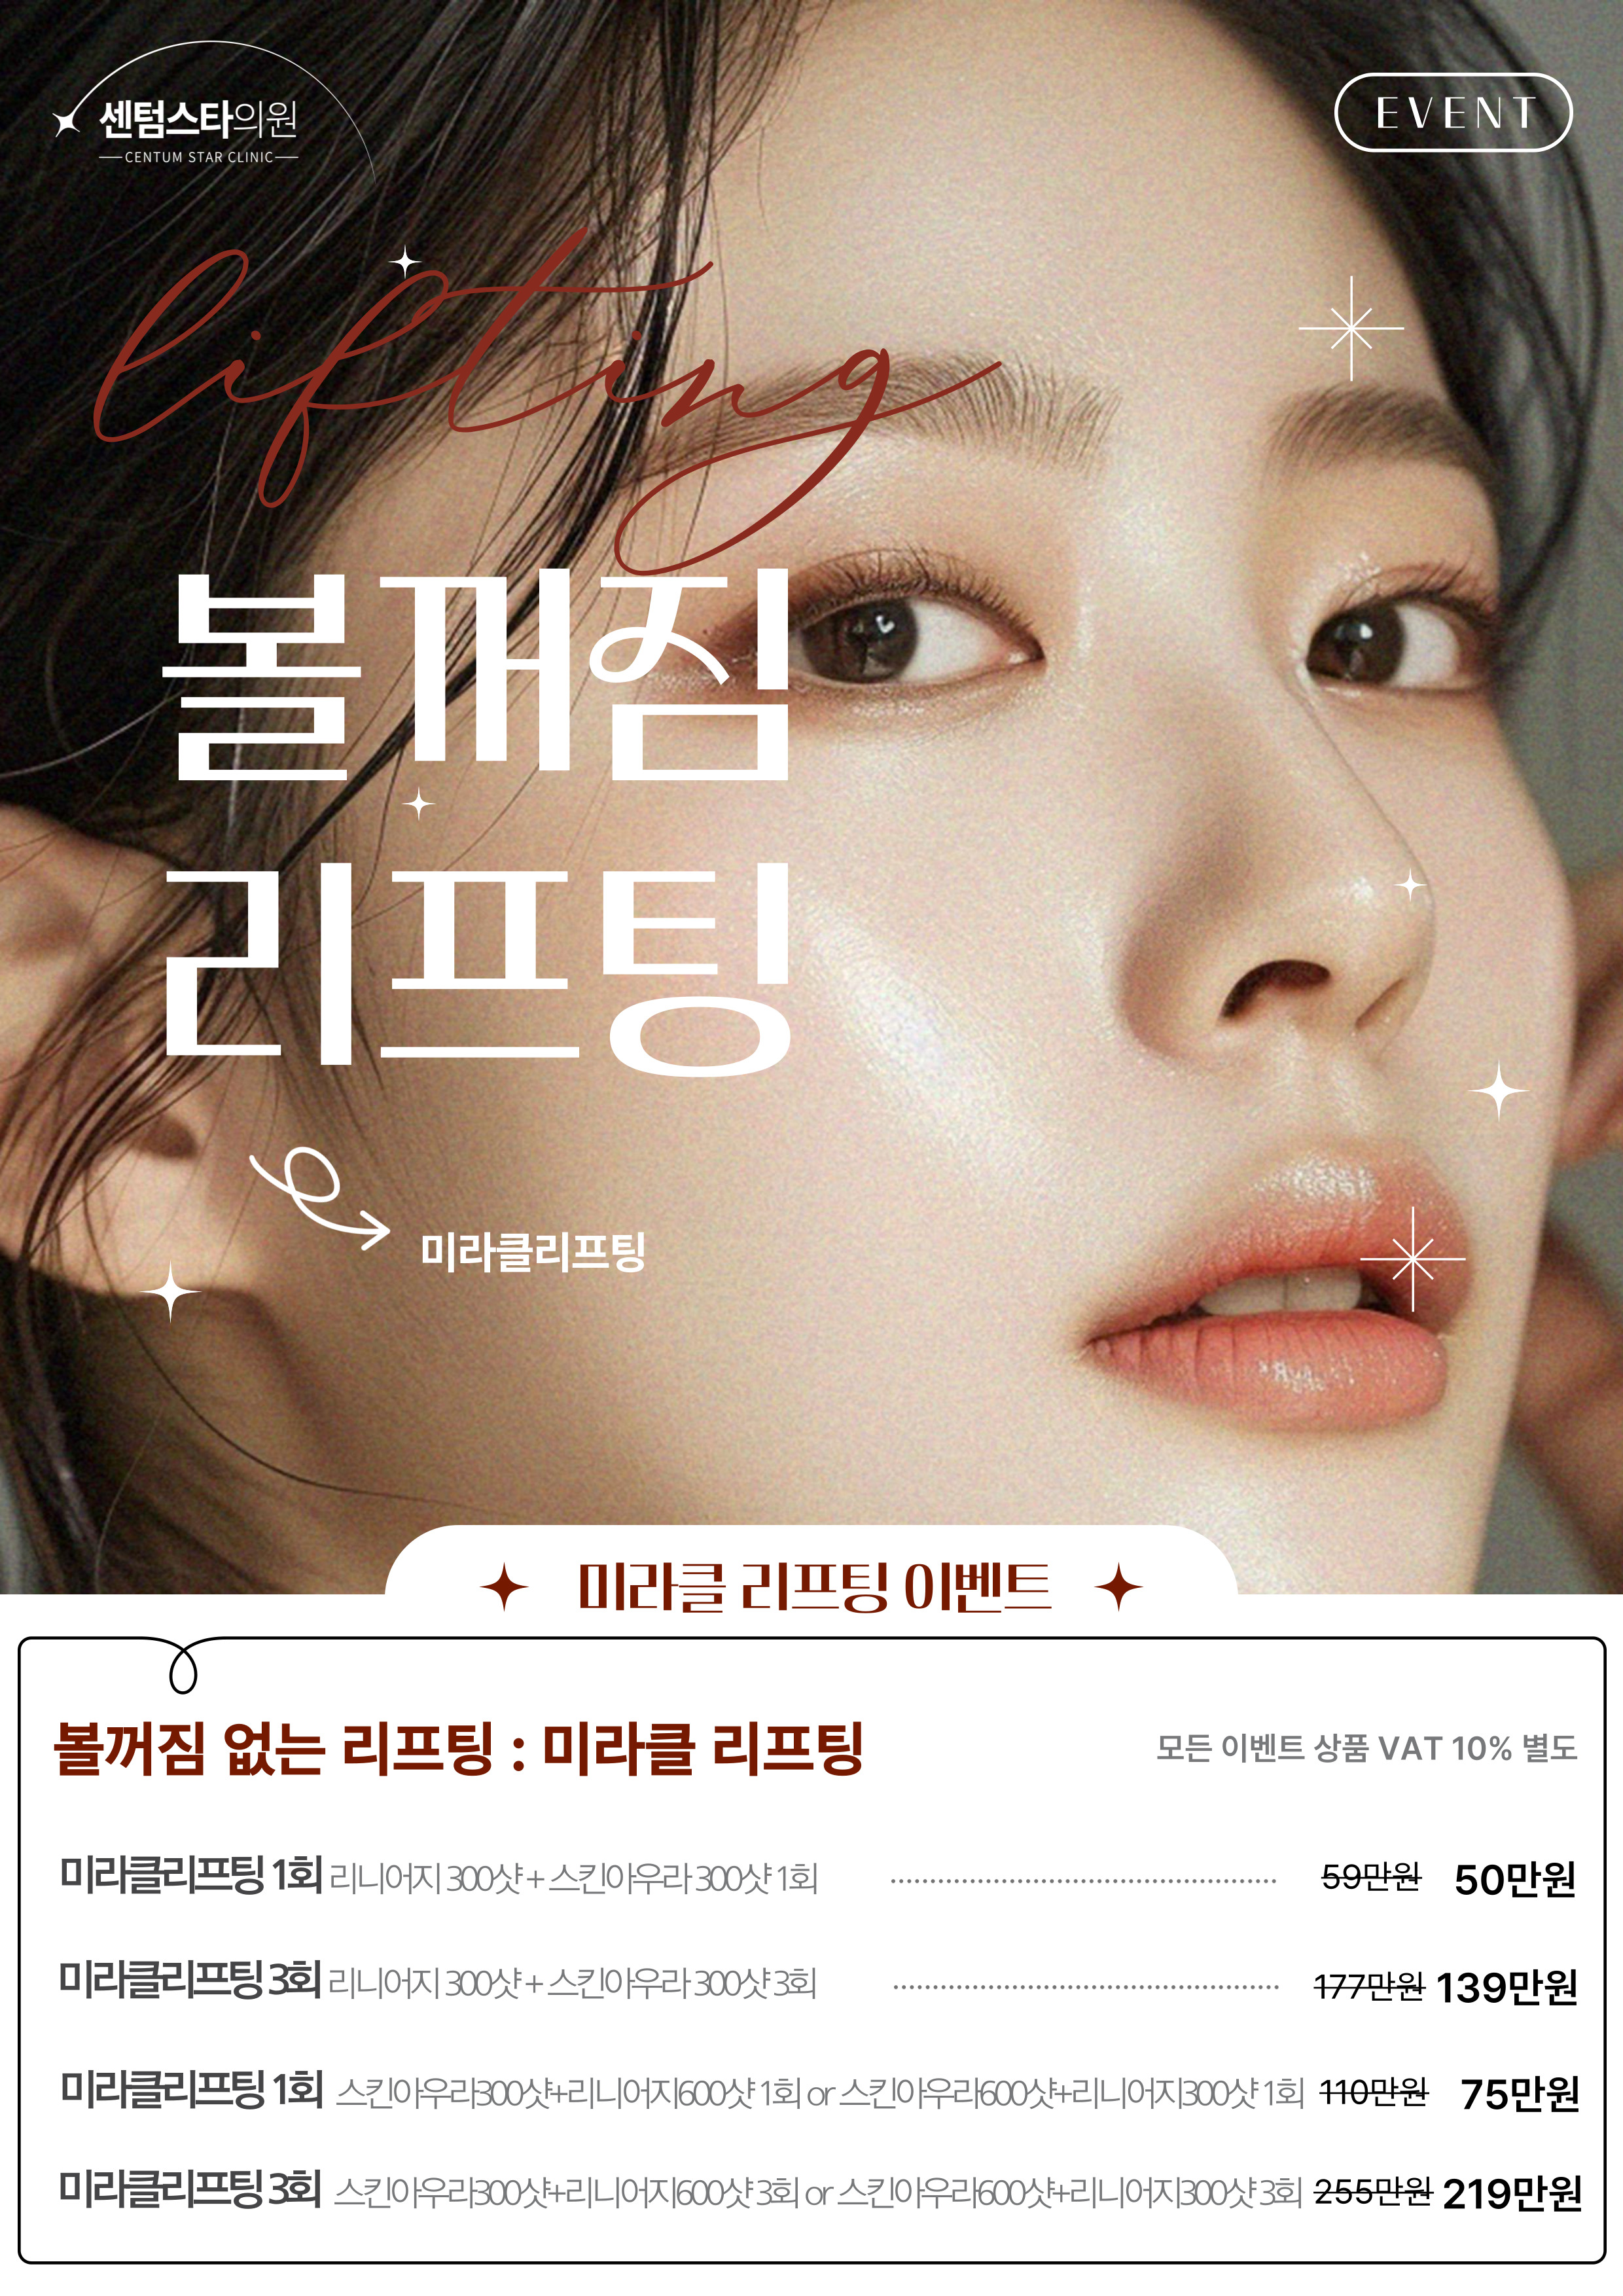 센텀스타의원
CENTUM STAR CLINIC
EVENT
lifting
볼꺼짐
리프팅
미라클리프팅
미라클 리프팅 이벤트
볼꺼짐 없는 리프팅 : 미라클 리프팅
모든 이벤트 상품 VAT 10% 별도
미라클리프팅 1회 리니어지 300샷 + 스킨아우라 300샷 1회 59만원 50만원
미라클리프팅 3회 리니어지 300샷 + 스킨아우라 300샷 3회 177만원 139만원
미라클리프팅 1회 스킨아우라300샷+리니어지600샷 1회 or 스킨아우라600샷+리니어지300샷 1회 110만원 75만원
미라클리프팅 3회 스킨아우라300샷+리니어지600샷 3회 or 스킨아우라600샷+리니어지300샷 3회 255만원 219만원